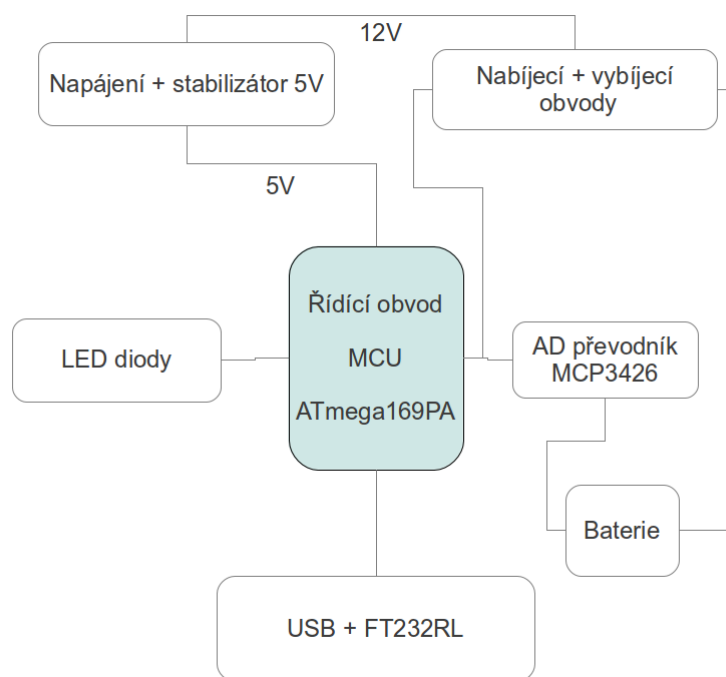 12V
Napájení + stabilizátor 5V
Nabíjecí + vybíjecí
obvody
5V
Řídící obvod
MCU
ATmega169PA
LED diody
AD převodník
MCP3426
Baterie
USB + FT232RL